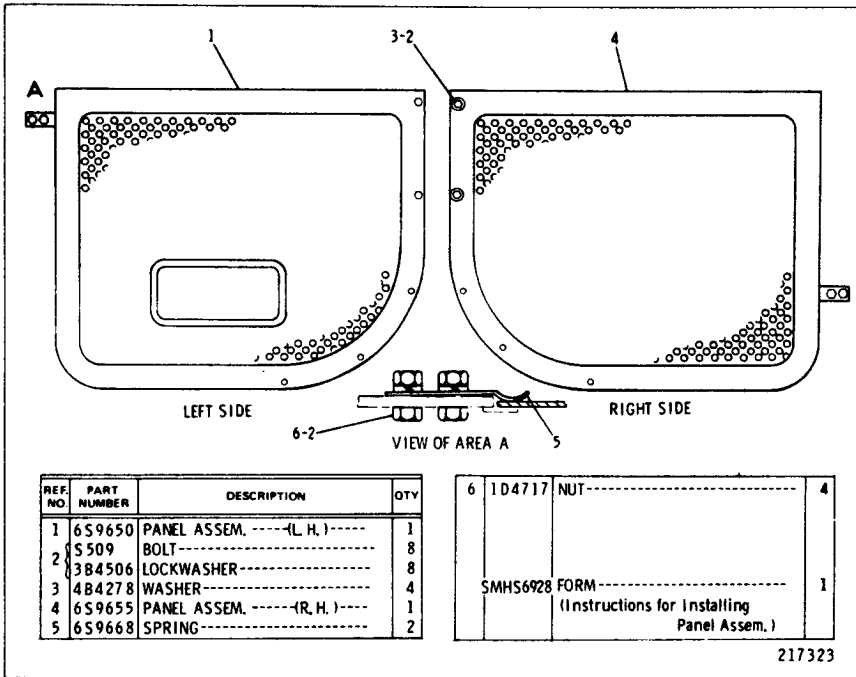 1
3-2
4
A
LEFT SIDE
RIGHT SIDE
6-2
VIEW OF AREA A
5
REF. NO. PART NUMBER DESCRIPTION QTY
1 6S9650 PANEL ASSEM. -----(L.H.)----- 1
2 S509 BOLT----------------------- 8
3B4506 LOCKWASHER---------------- 8
3 4B4278 WASHER-------------------- 4
4 6S9655 PANEL ASSEM. -----(R.H.)----- 1
5 6S9668 SPRING--------------------- 2
6 1D4717 NUT------------------------ 4
SMHS6928 FORM---------------------- 1
(Instructions for Installing
Panel Assem.)
217323